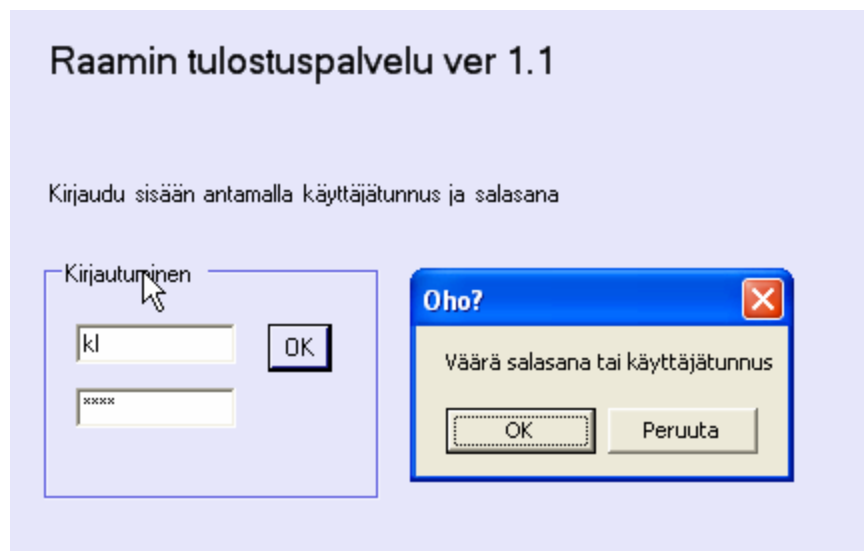 Raamin tulostuspalvelu ver 1.1
Kirjaudu sisään antamalla käyttäjätunnus ja salasana
Kirjautuminen
kl
OK
xxxx
Oho?
Väärä salasana tai käyttäjätunnus
OK
Peruuta